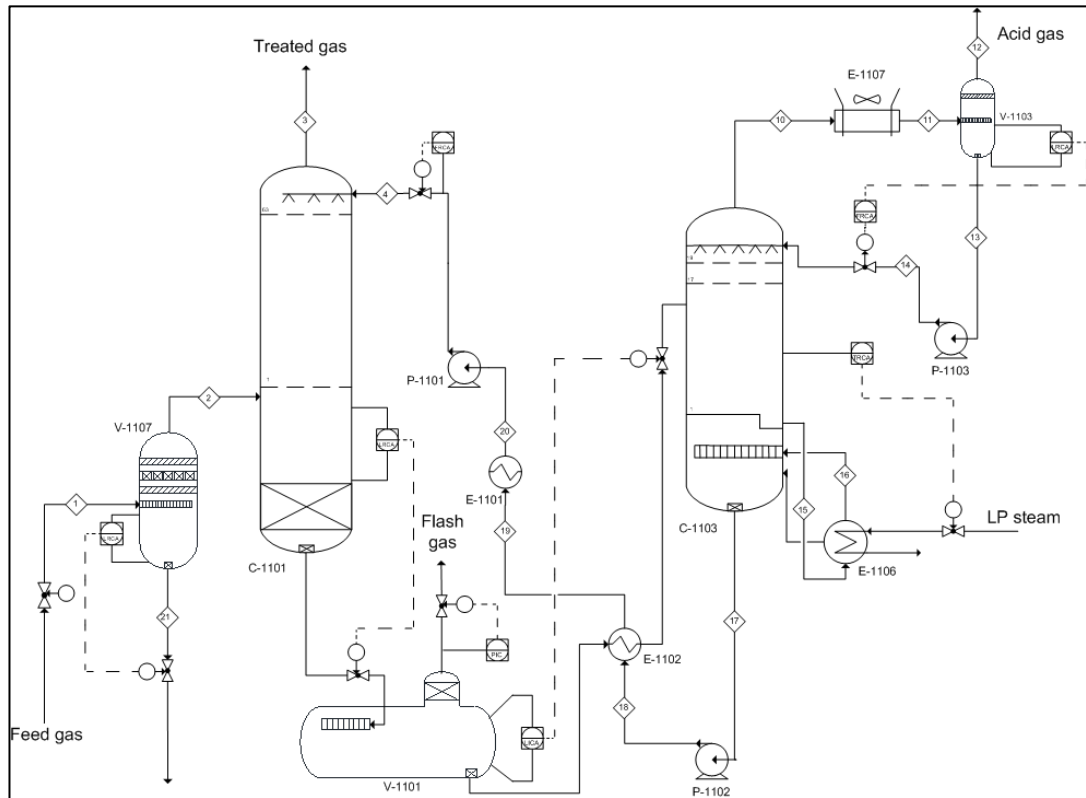 Treated gas
Acid gas
12
E-1107
3
10
11
V-1103
LRCA
4
13
14
P-1101
P-1103
TRCA
2
V-1107
20
LRCA
E-1101
1
16
Flash
gas
19
15
LP steam
C-1103
C-1101
E-1106
21
17
PIC
E-1102
18
Feed gas
LICA
V-1101
P-1102